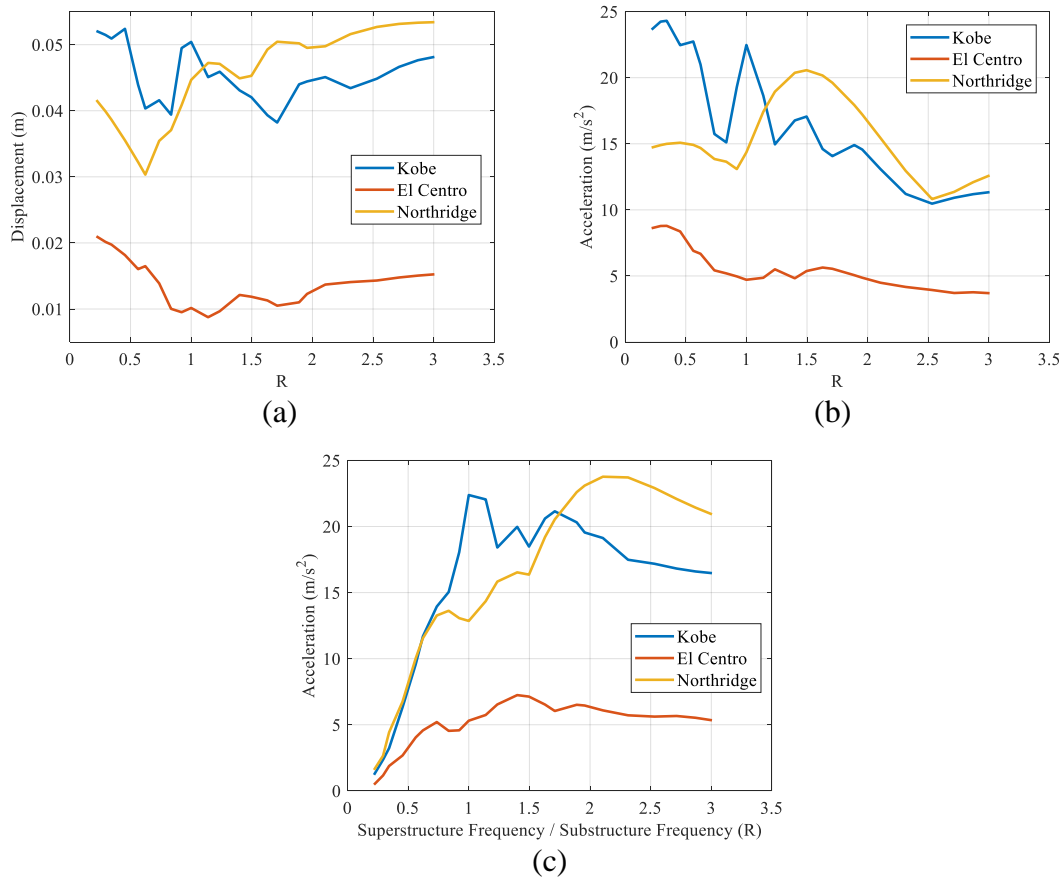 0.05
0.04
0.03
0.02
0.01
Displacement (m)
Kobe
El Centro
Northridge
0 0.5 1 1.5 2 2.5 3 3.5
R
(a)
25
20
15
10
5
0
Acceleration (m/s²)
Kobe
El Centro
Northridge
0 0.5 1 1.5 2 2.5 3 3.5
R
(b)
25
20
15
10
5
0
Acceleration (m/s²)
Kobe
El Centro
Northridge
0 0.5 1 1.5 2 2.5 3 3.5
Superstructure Frequency / Substructure Frequency (R)
(c)